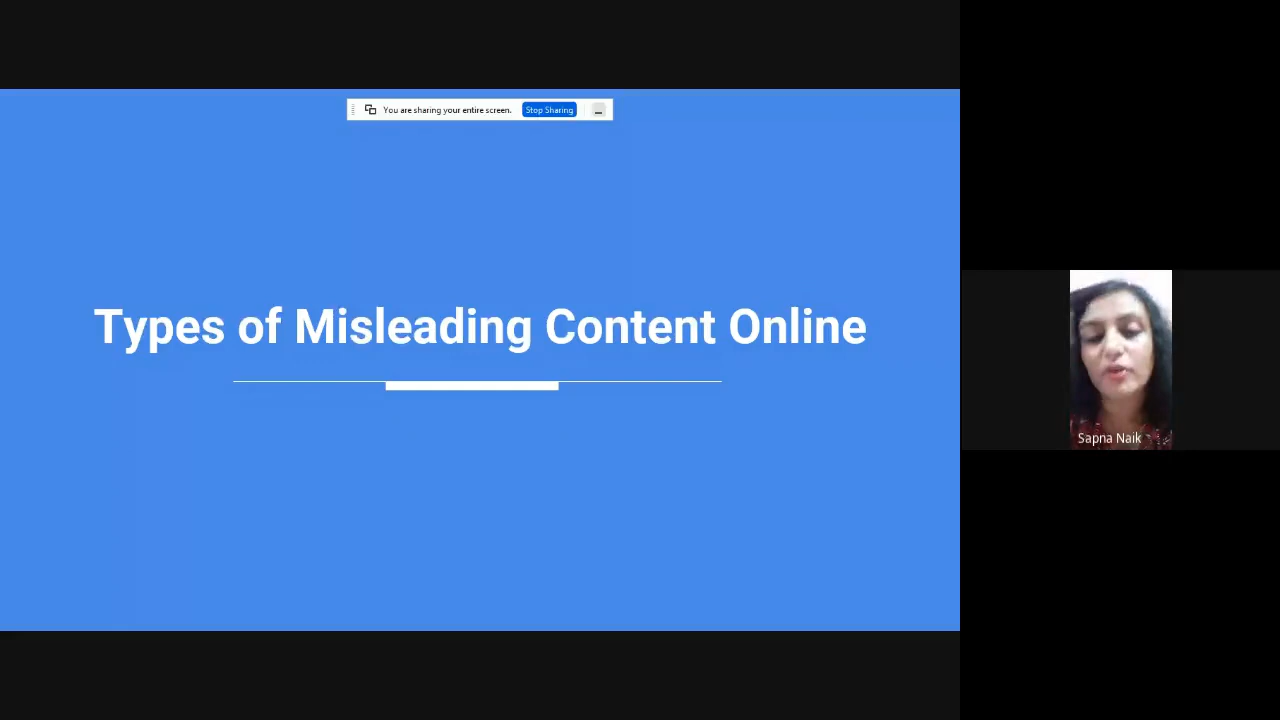 You are sharing your entire screen. Stop Sharing
Types of Misleading Content Online
Sapna Naik